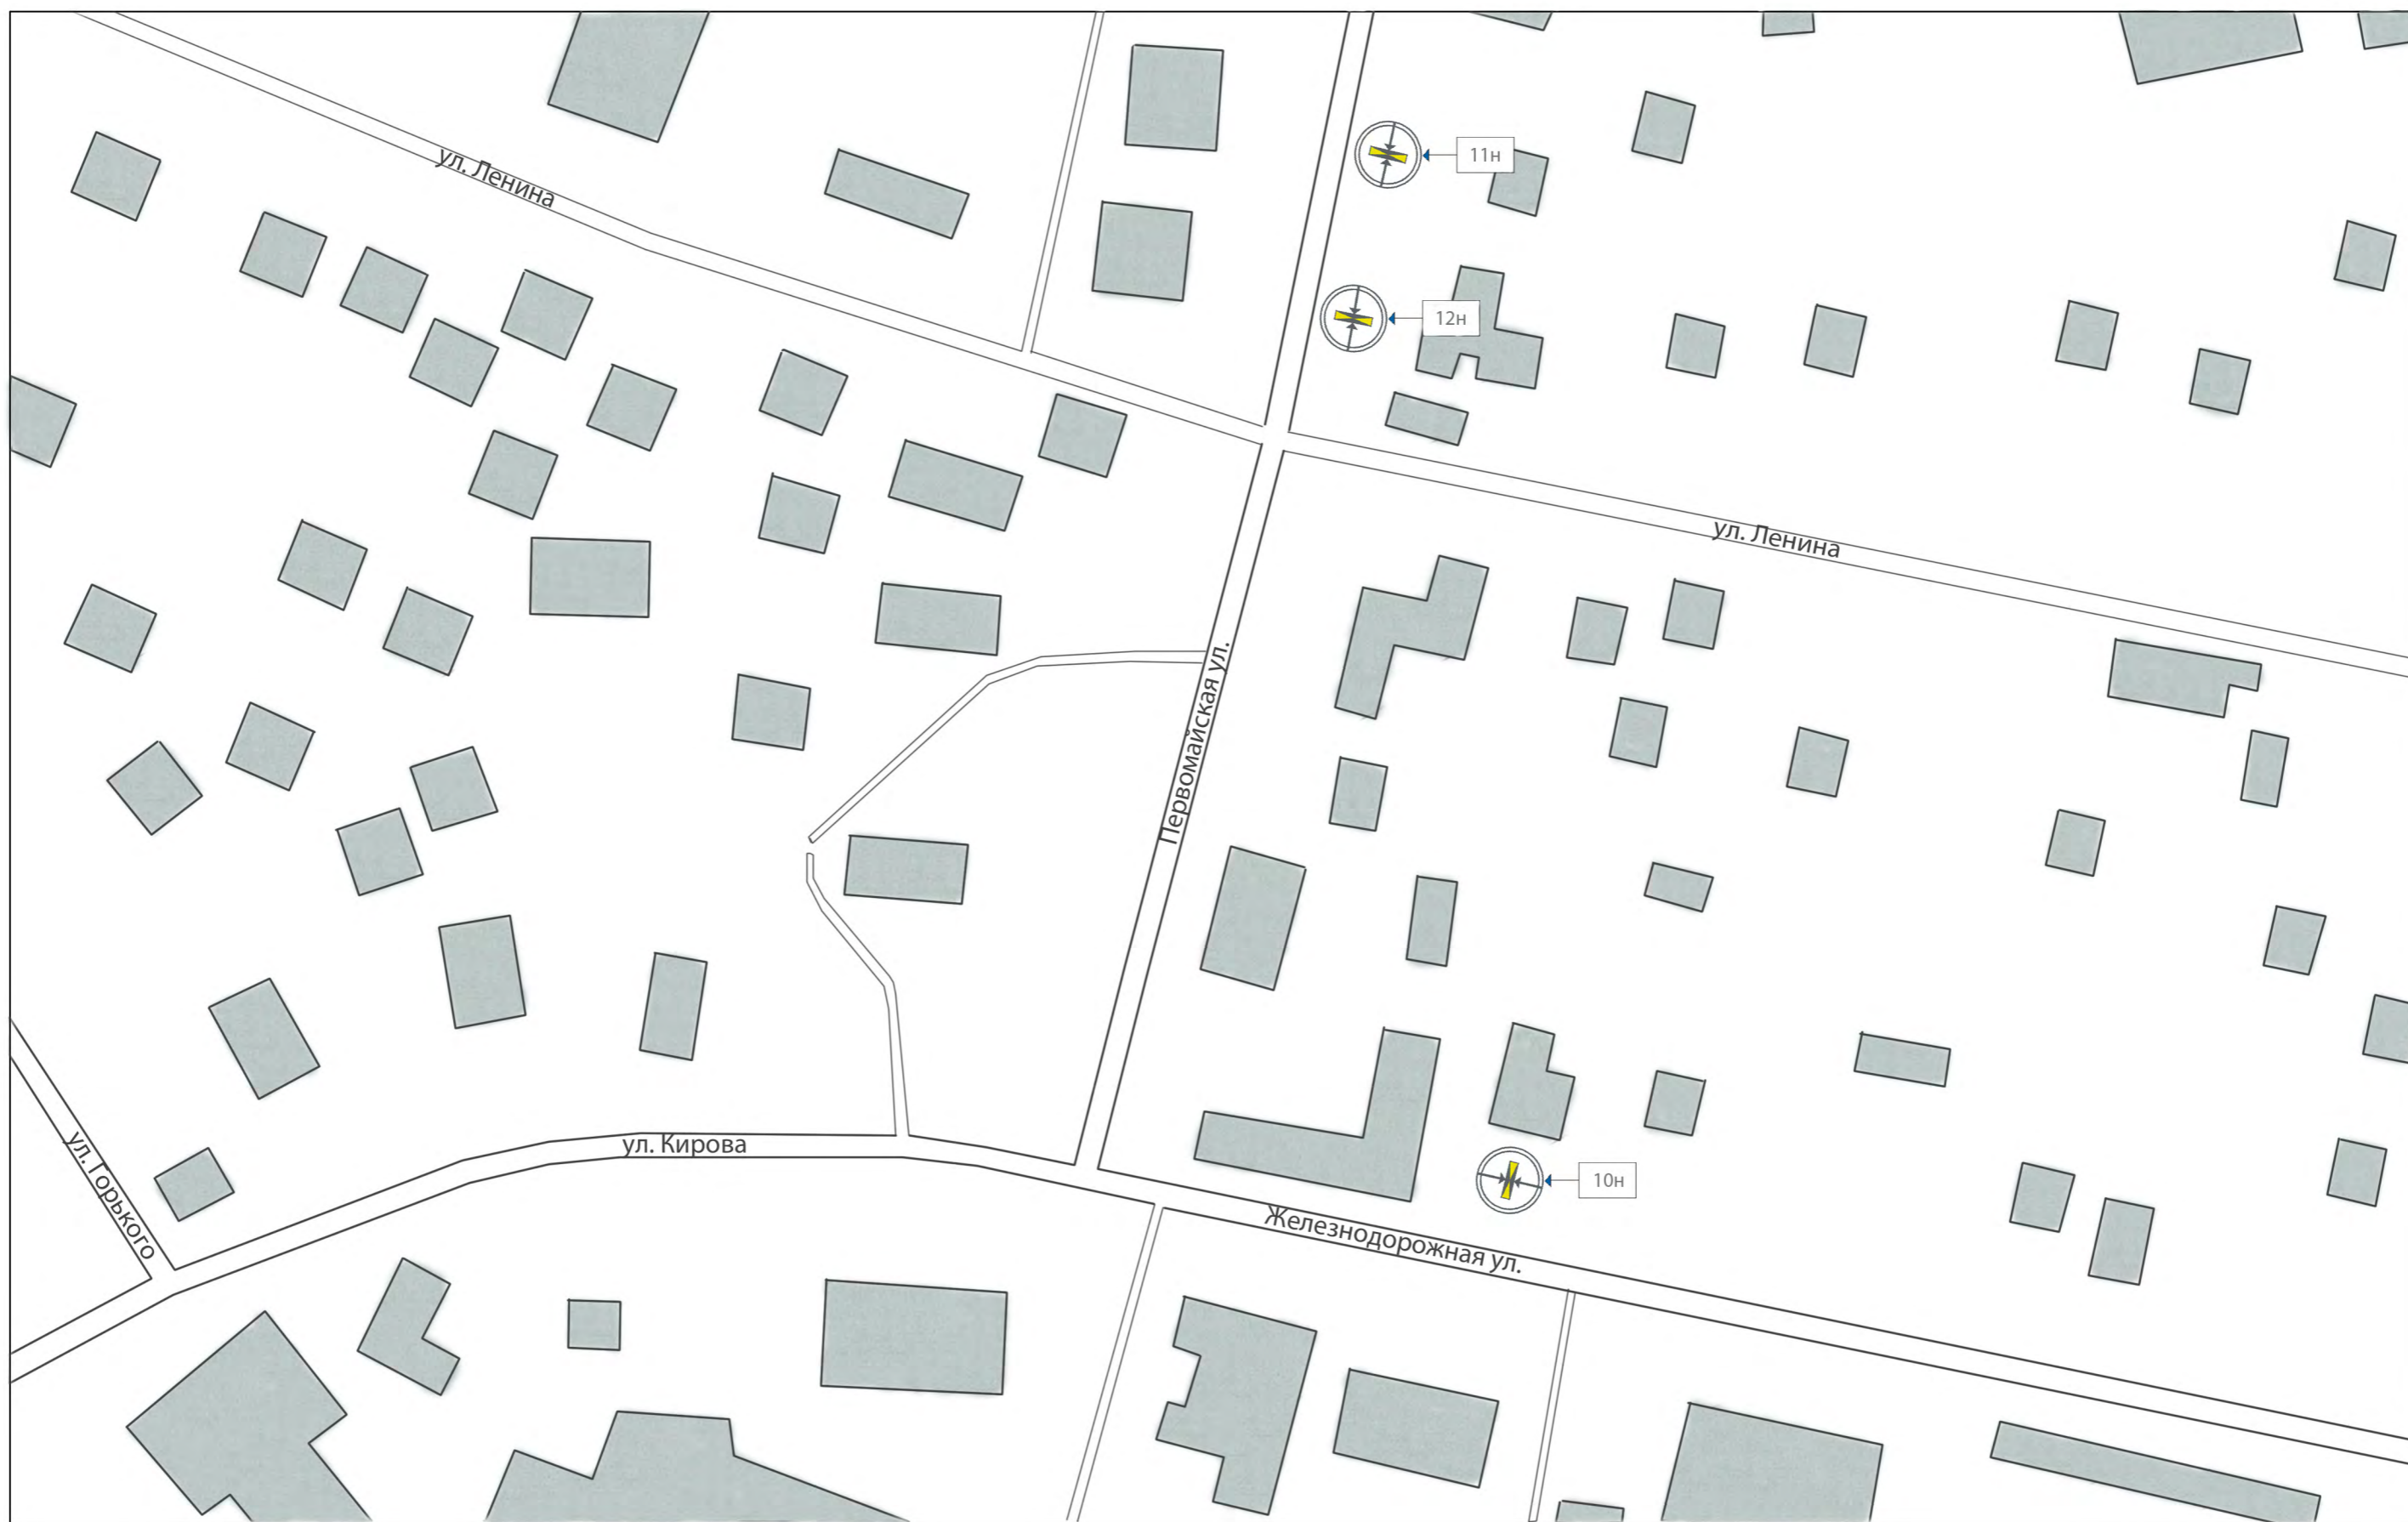 11н
ул. Ленина
12н
ул. Ленина
Первомайская ул.
ул. Кирова
ул. Горького
10н
Железнодорожная ул.